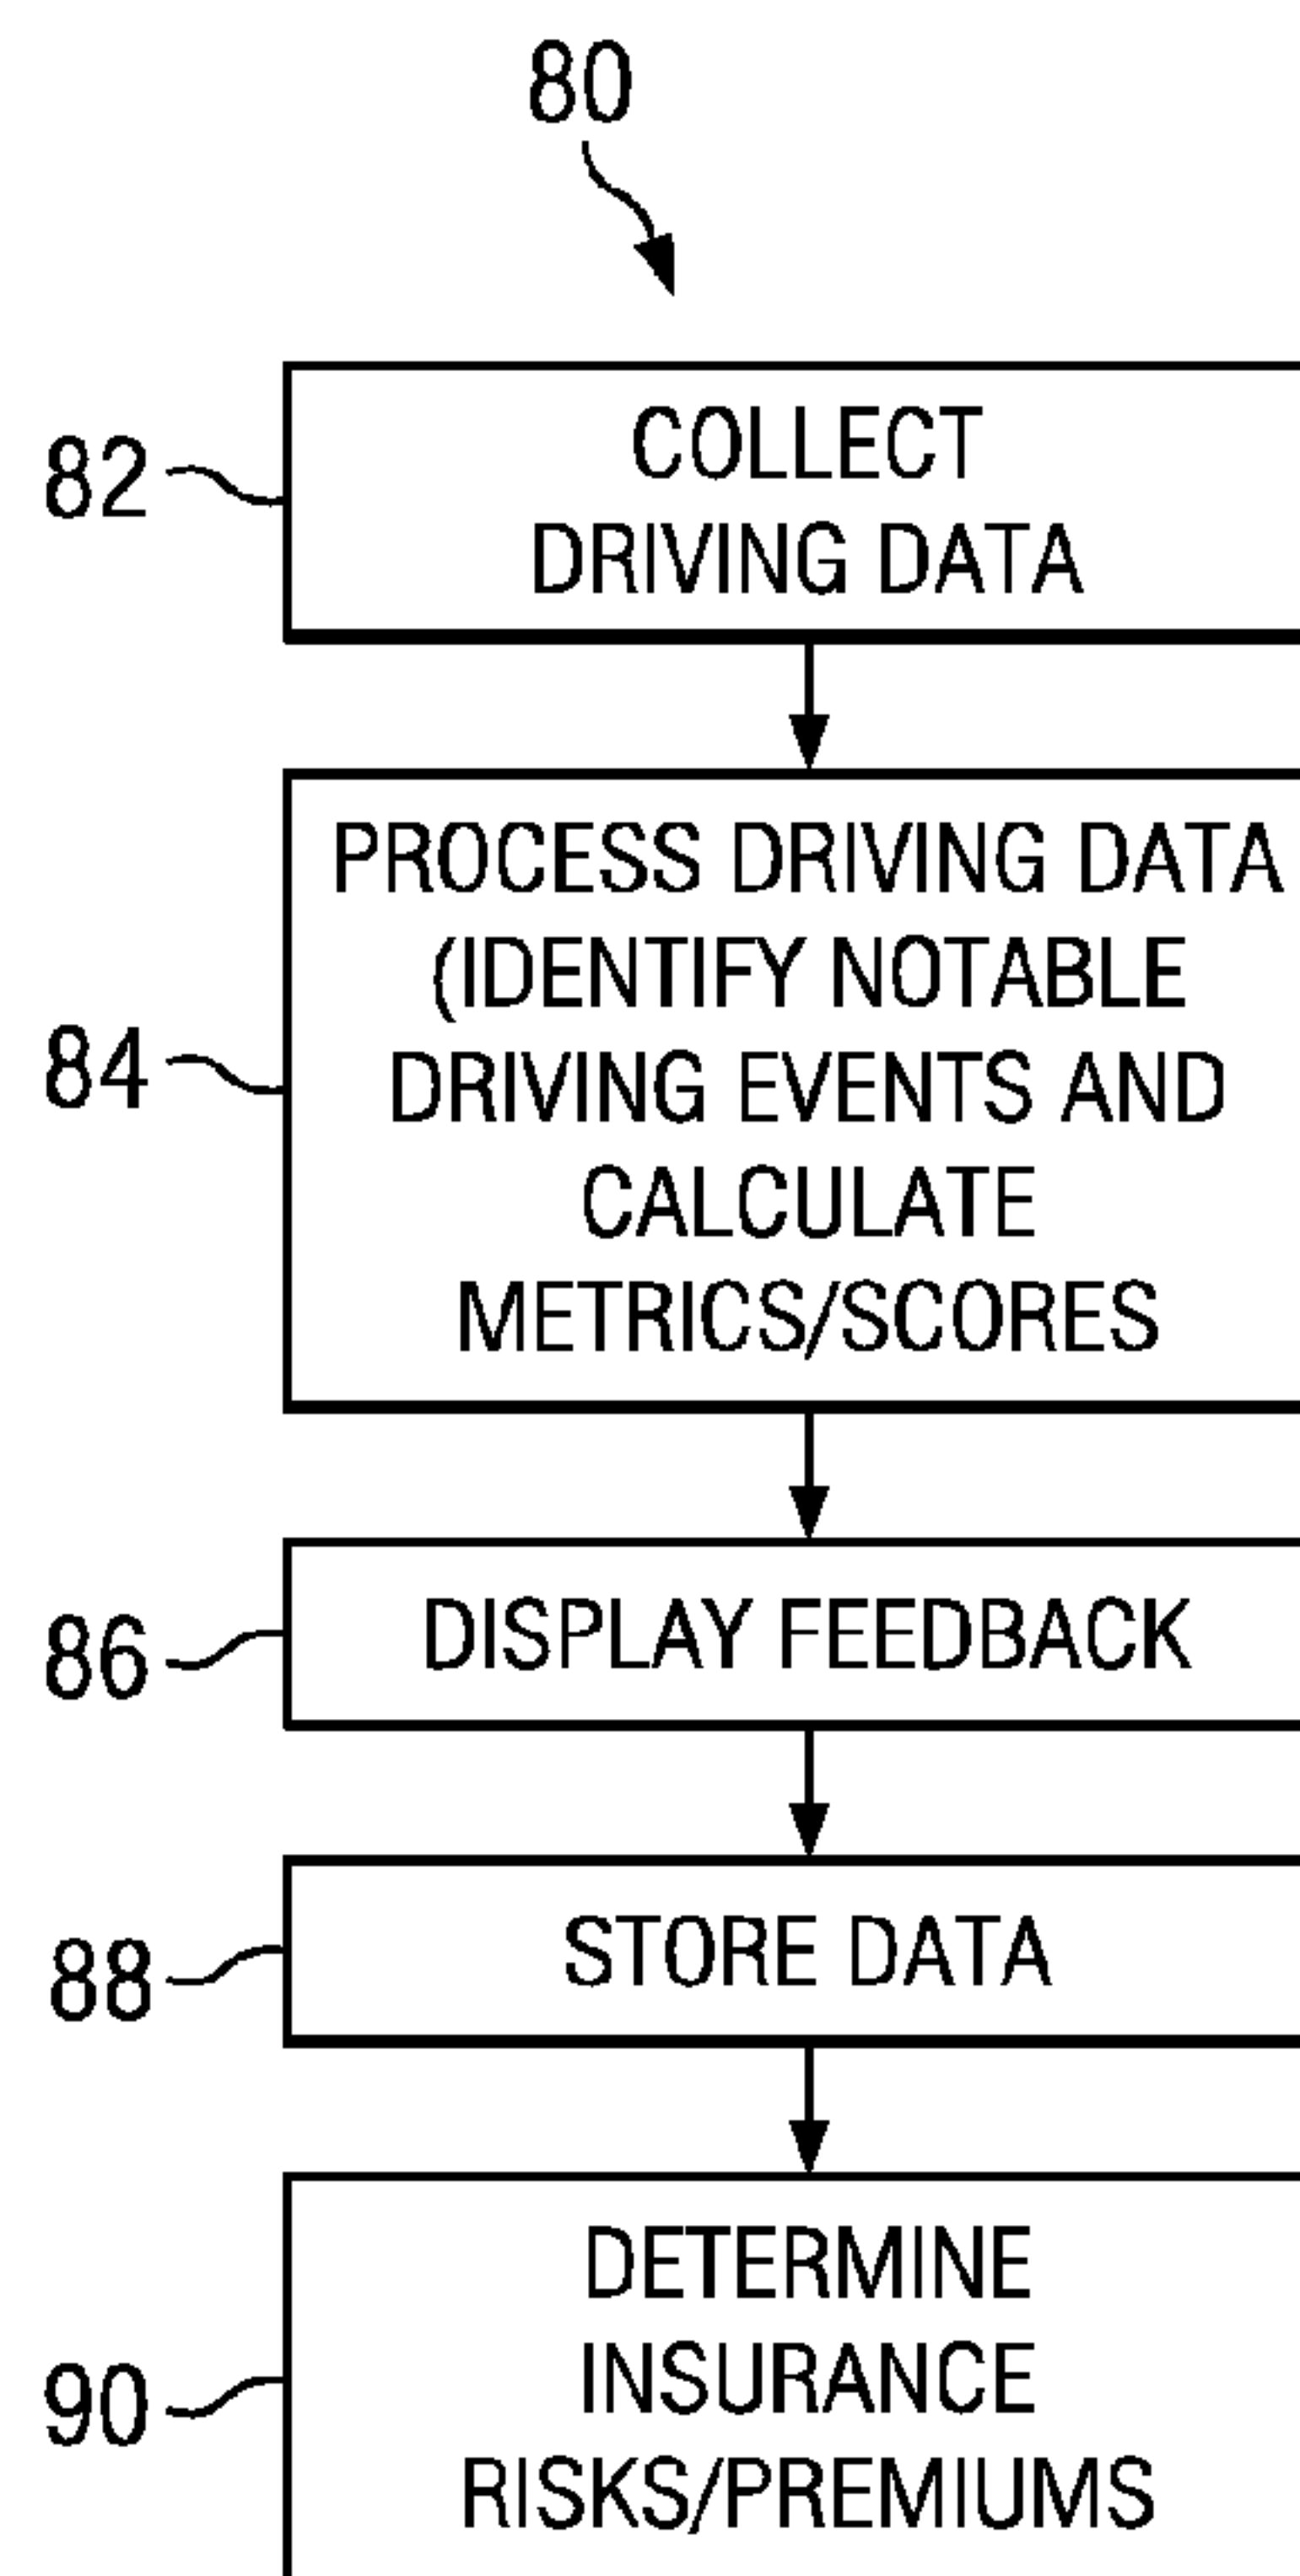 80
82
COLLECT
DRIVING DATA
84
PROCESS DRIVING DATA
(IDENTIFY NOTABLE
DRIVING EVENTS AND
CALCULATE
METRICS/SCORES
86
DISPLAY FEEDBACK
88
STORE DATA
90
DETERMINE
INSURANCE
RISKS/PREMIUMS